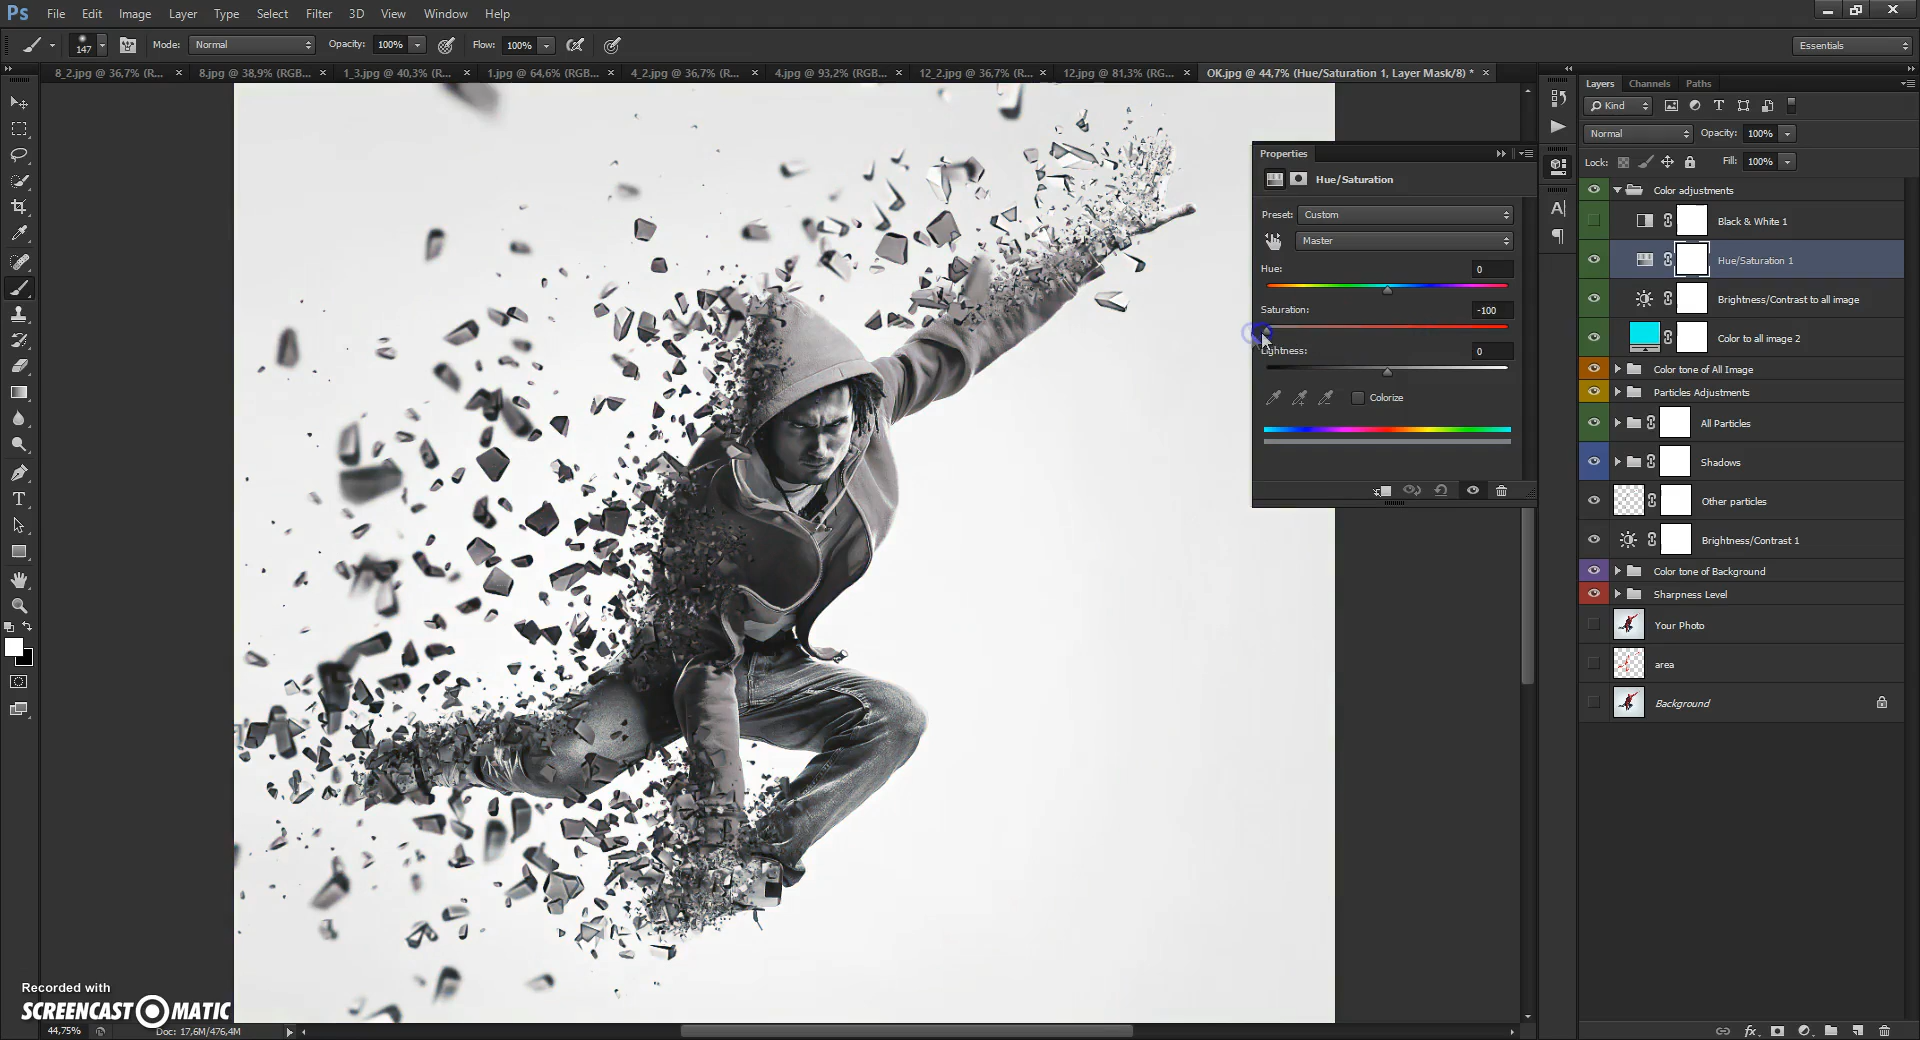 Ps File Edit Image Layer Type Select Filter 3D View Window Help
147 Mode: Normal Opacity: 100% Flow: 100% Essentials
8_2.jpg @ 36,7% (R... × 8.jpg @ 38,9% (RGB... × 1_3.jpg @ 40,3% (R... × 1.jpg @ 64,6% (RGB... × 4_2.jpg @ 36,7% (R... × 4.jpg @ 93,2% (RGB... × 12_2.jpg @ 36,7% (R... × 12.jpg @ 81,3% (RG... × OK.jpg @ 44,7% (Hue/Saturation 1, Layer Mask/8) * ×
Properties
Hue/Saturation
Preset: Custom
Master
Hue: 0
Saturation: -100
Lightness: 0
Colorize
Layers Channels Paths
Kind
Normal Opacity: 100%
Lock: Fill: 100%
Color adjustments
Black & White 1
Hue/Saturation 1
Brightness/Contrast to all image
Color to all image 2
Color tone of All Image
Particles Adjustments
All Particles
Shadows
Other particles
Brightness/Contrast 1
Color tone of Background
Sharpness Level
Your Photo
area
Background
Recorded with
SCREENCAST O MATIC
44,75% Doc: 17,6M/476,4M